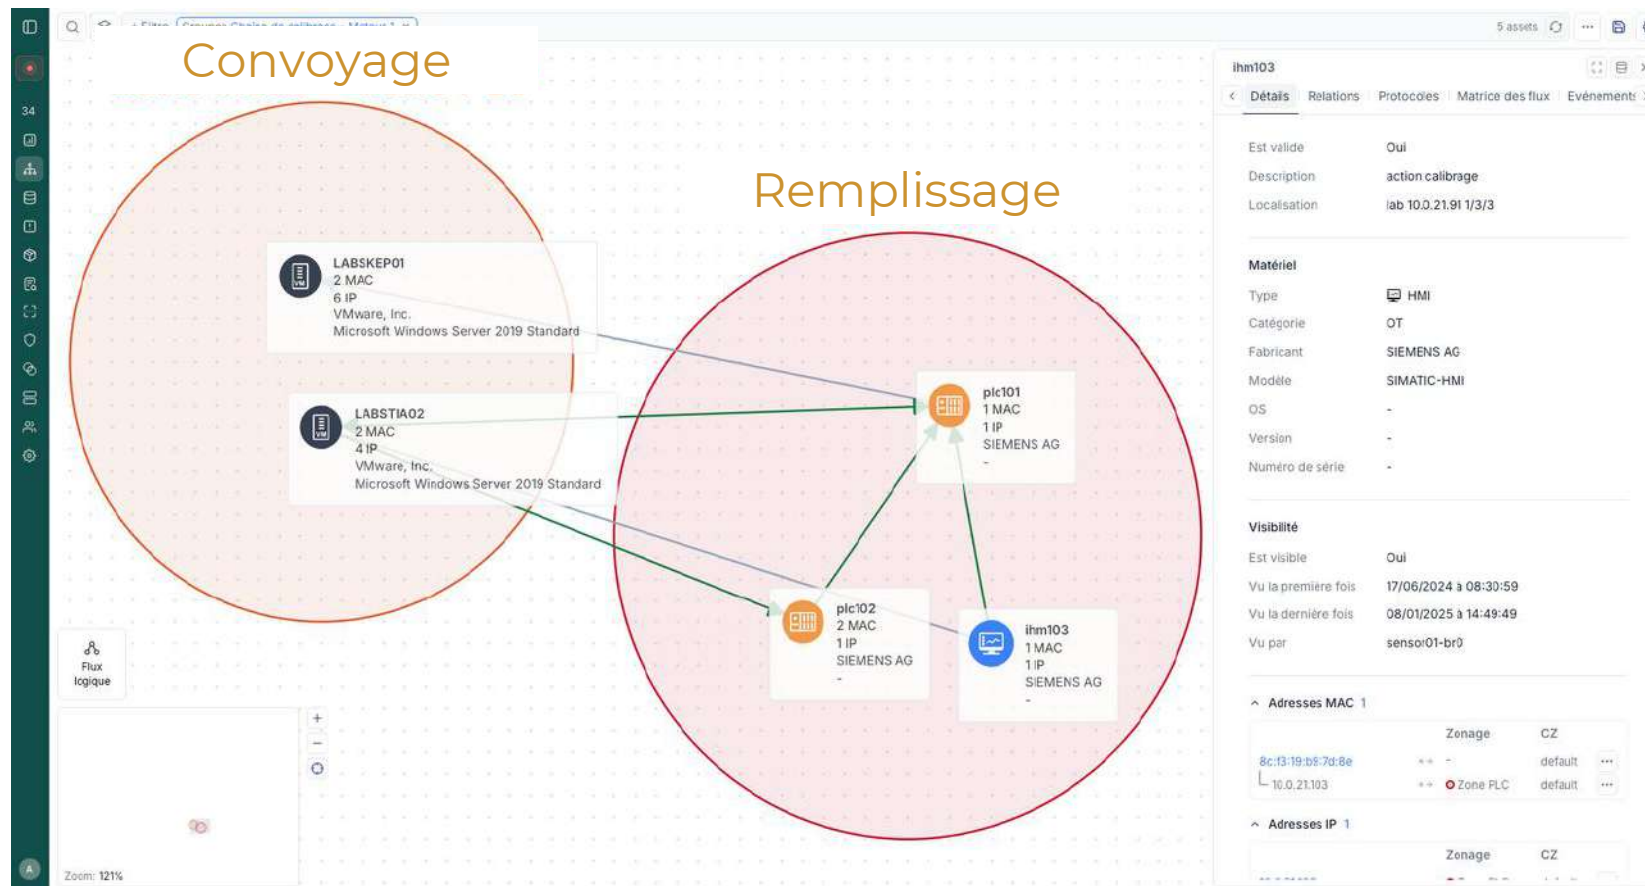 5 assets
Convoyage
Remplissage
34
LABSKEP01
2 MAC
6 IP
VMware, Inc.
Microsoft Windows Server 2019 Standard
LABSTIA02
2 MAC
4 IP
VMware, Inc.
Microsoft Windows Server 2019 Standard
plc101
1 MAC
1 IP
SIEMENS AG
-
plc102
2 MAC
1 IP
SIEMENS AG
-
ihm103
1 MAC
1 IP
SIEMENS AG
-
Flux
logique
Zoom: 121%
A
ihm103
Détails Relations Protocoles Matrice des flux Evénements
Est valide Oui
Description action calibrage
Localisation lab 10.0.21.91 1/3/3
Matériel
Type HMI
Catégorie OT
Fabricant SIEMENS AG
Modèle SIMATIC-HMI
OS -
Version -
Numéro de série -
Visibilité
Est visible Oui
Vu la première fois 17/06/2024 à 08:30:59
Vu la dernière fois 08/01/2025 à 14:49:49
Vu par sensor01-br0
Adresses MAC 1
Zonage CZ
8c:f3:19:b8:7d:8e - default
10.0.21.103 Zone PLC default
Adresses IP 1
Zonage CZ